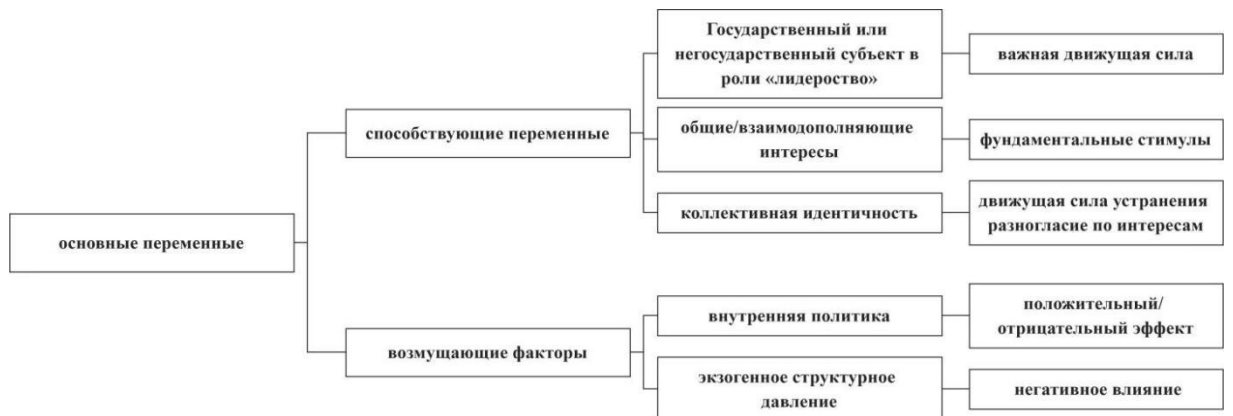 Государственный или
негосударственный субъект в
роли «лидероство»
важная движущая сила
способствующие переменные
общие/взаимодополняющие
интересы
фундаментальные стимулы
коллективная идентичность
движущая сила устранения
разногласие по интересам
основные переменные
внутренняя политика
положительный/
отрицательный эффект
возмущающие факторы
экзогенное структурное
давление
негативное влияние